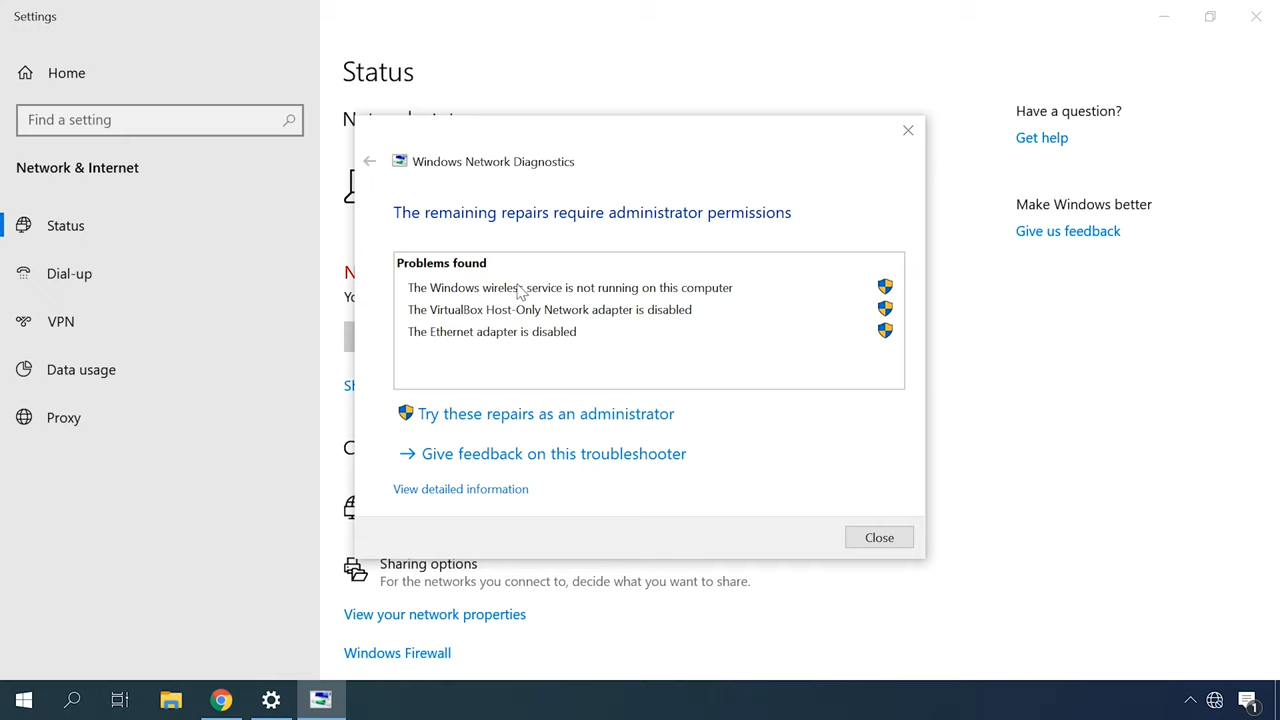 Settings
Home
Find a setting
Network & Internet
Status
Dial-up
VPN
Data usage
Proxy
Status
Windows Network Diagnostics
The remaining repairs require administrator permissions
Problems found
The Windows wireless service is not running on this computer
The VirtualBox Host-Only Network adapter is disabled
The Ethernet adapter is disabled
Try these repairs as an administrator
Give feedback on this troubleshooter
View detailed information
Close
Sharing options
For the networks you connect to, decide what you want to share.
View your network properties
Windows Firewall
Have a question?
Get help
Make Windows better
Give us feedback
1